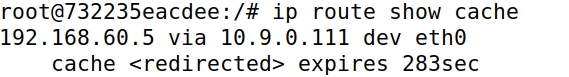 root@732235eacdee:/# ip route show cache
192.168.60.5 via 10.9.0.111 dev eth0
    cache <redirected> expires 283sec